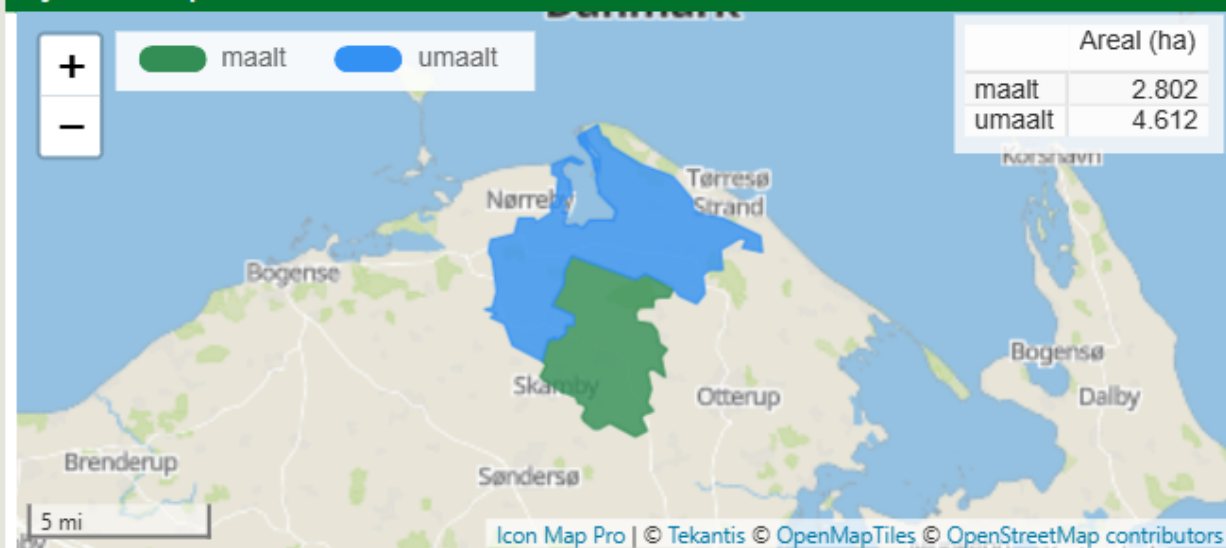 Danmark
+
maalt
umaalt
Areal (ha)
maalt 2.802
umaalt 4.612
−
Korshavn
Tørresø
Strand
Nørreby
Bogense
Bogensø
Skamby
Otterup
Dalby
Brenderup
Søndersø
5 mi
Icon Map Pro | © Tekantis © OpenMapTiles © OpenStreetMap contributors